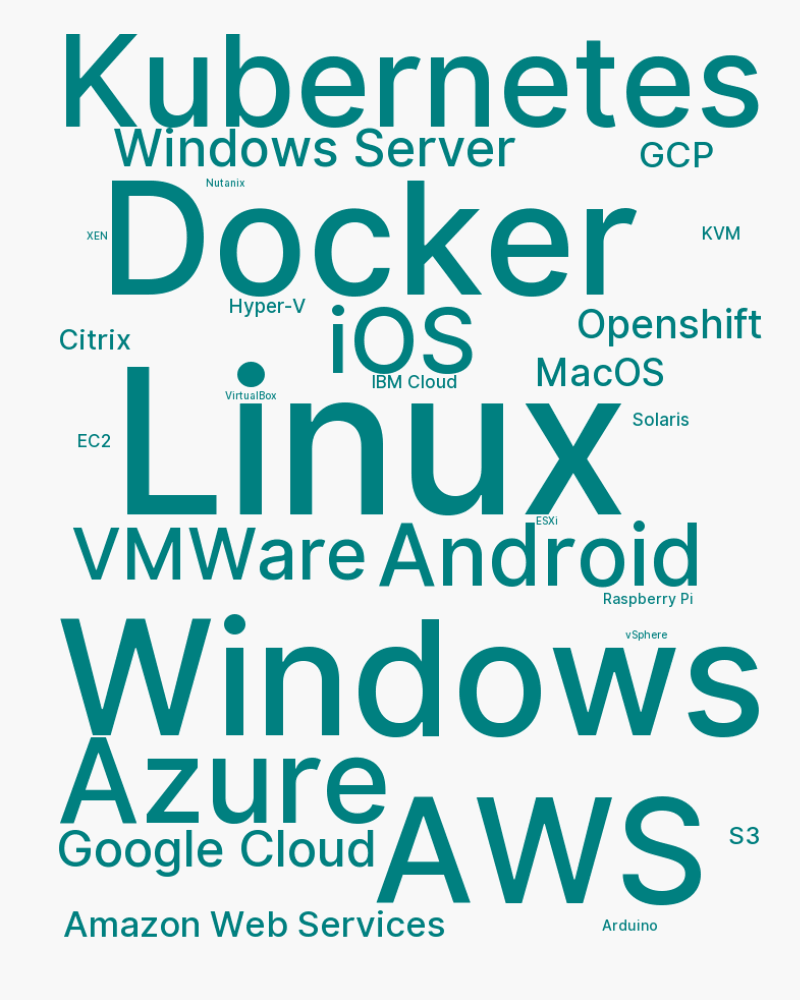 Kubernetes
Windows Server
GCP
Nutanix
Docker
XEN
KVM
Hyper-V
iOS
Openshift
Citrix
MacOS
IBM Cloud
VirtualBox
Linux
Solaris
EC2
ESXi
VMWare
Android
Raspberry Pi
vSphere
Windows
Azure
Google Cloud
AWS
S3
Amazon Web Services
Arduino